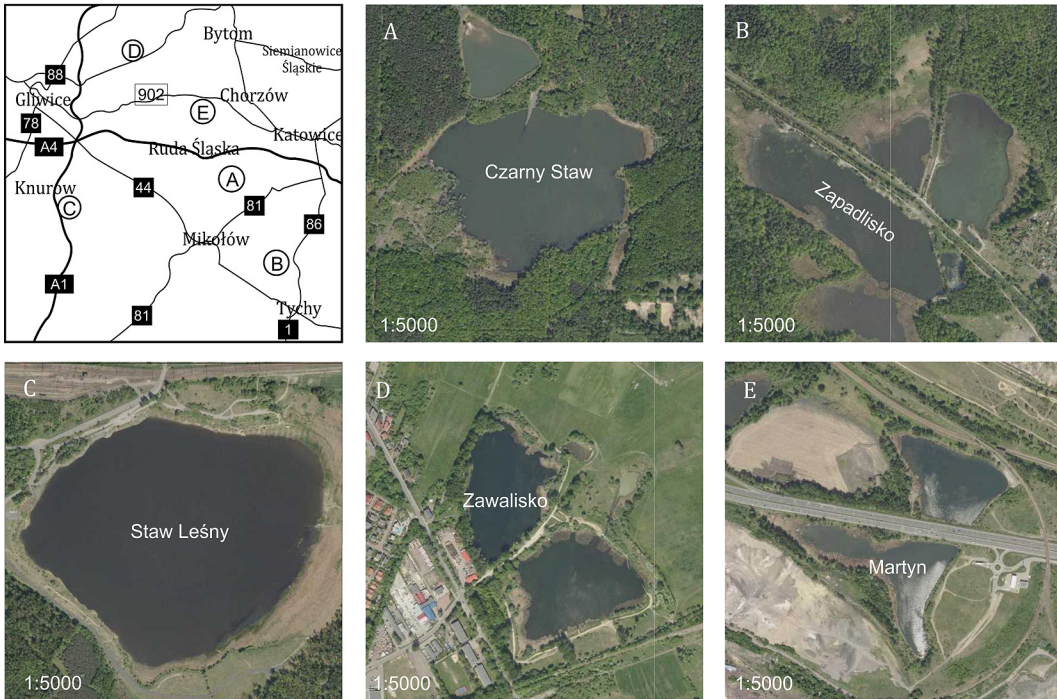 Bytom
D
Siemianowice
Śląskie
88
902
Chorzów
Gliwice
E
78
Katowice
A4
Ruda Śląska
A
Knurów
44
81
C
86
Mikołów
B
A1
Tychy
81
1
A
Czarny Staw
1:5000
B
Zapadlisko
1:5000
C
Staw Leśny
1:5000
D
Zawalisko
1:5000
E
Martyn
1:5000